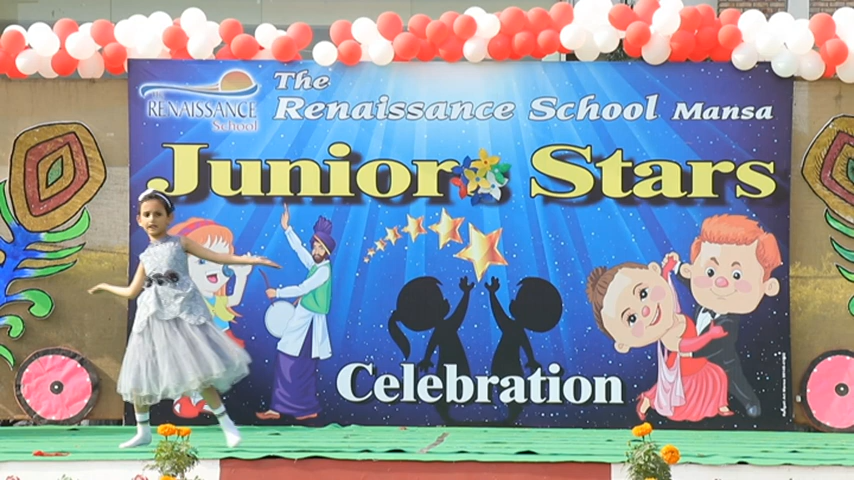 THE
RENAISSANCE
School
The
Renaissance School Mansa
Junior Stars
Celebration